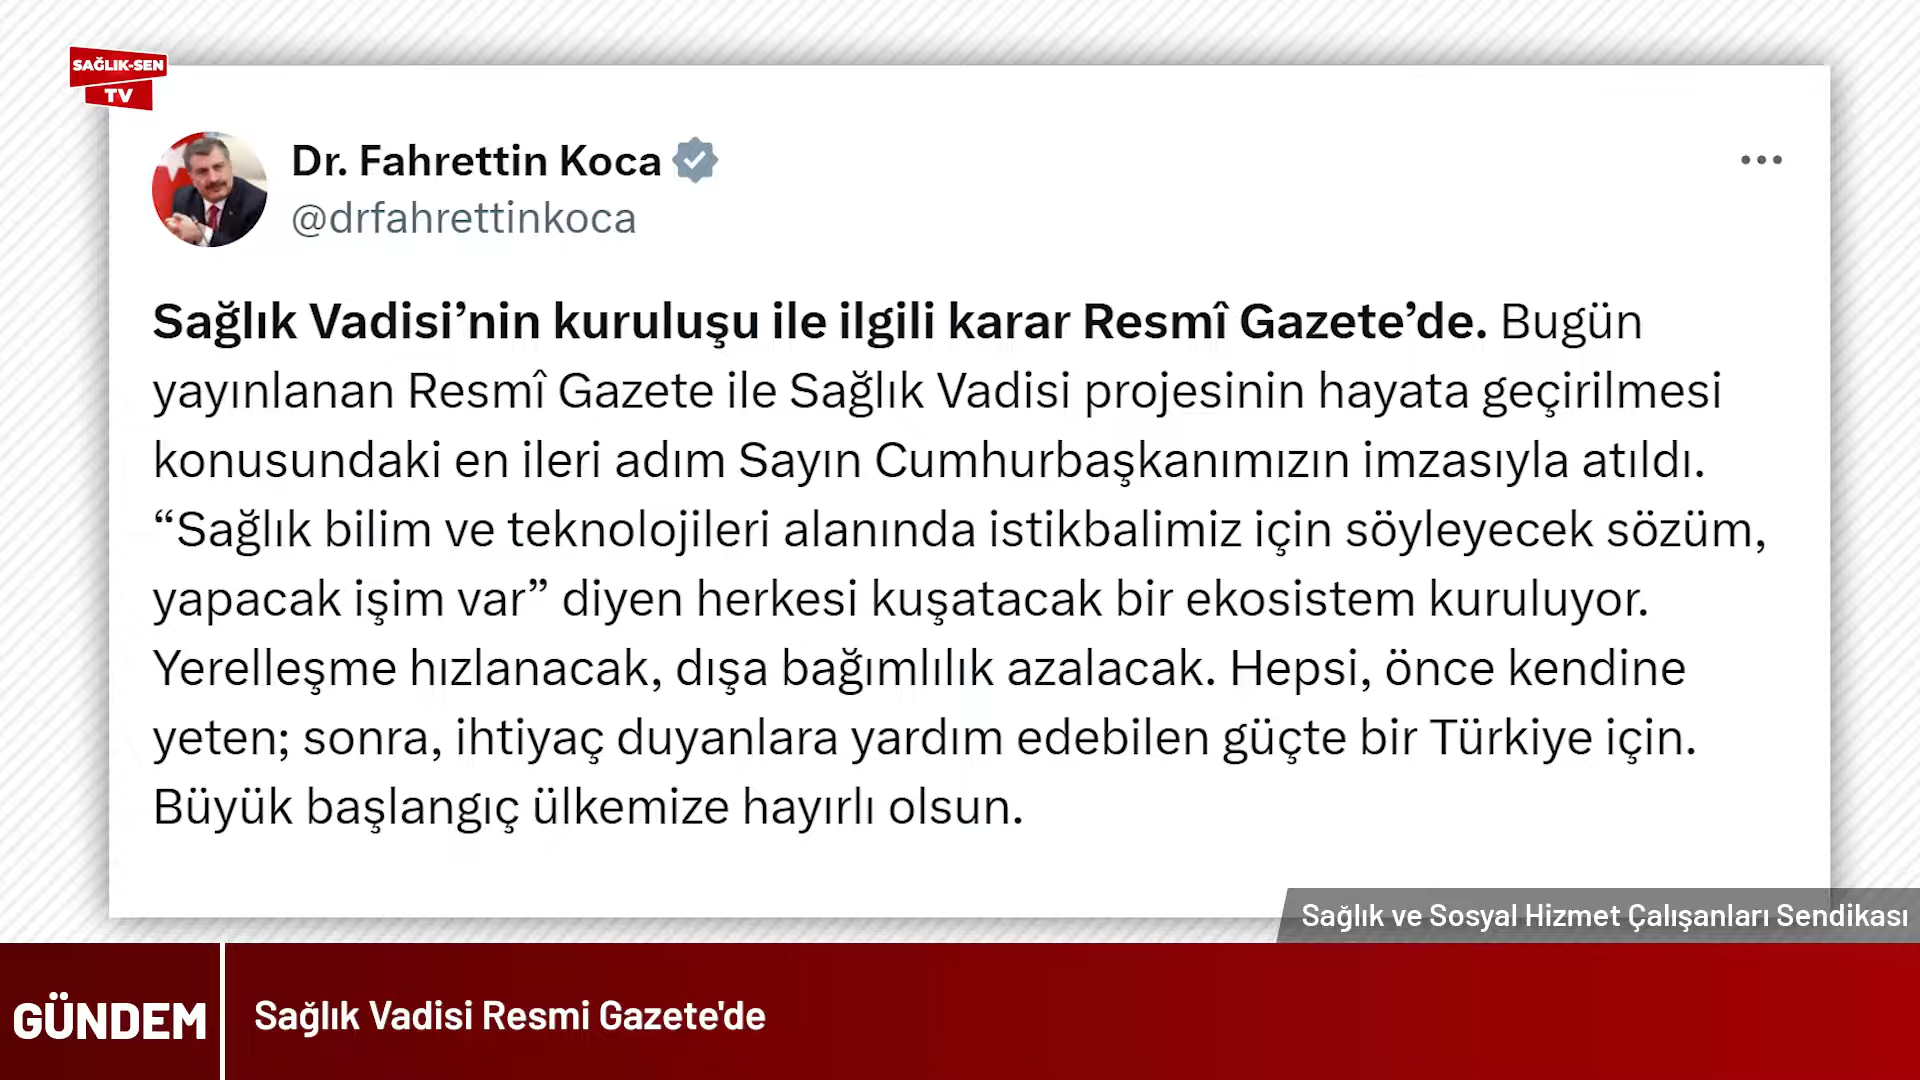 SAĞLIK-SEN
TV
Dr. Fahrettin Koca
@drfahrettinkoca
Sağlık Vadisi’nin kuruluşu ile ilgili karar Resmî Gazete’de. Bugün
yayınlanan Resmî Gazete ile Sağlık Vadisi projesinin hayata geçirilmesi
konusundaki en ileri adım Sayın Cumhurbaşkanımızın imzasıyla atıldı.
“Sağlık bilim ve teknolojileri alanında istikbalimiz için söyleyecek sözüm,
yapacak işim var” diyen herkesi kuşatacak bir ekosistem kuruluyor.
Yerelleşme hızlanacak, dışa bağımlılık azalacak. Hepsi, önce kendine
yeten; sonra, ihtiyaç duyanlara yardım edebilen güçte bir Türkiye için.
Büyük başlangıç ülkemize hayırlı olsun.
Sağlık ve Sosyal Hizmet Çalışanları Sendikası
GÜNDEM
Sağlık Vadisi Resmi Gazete'de